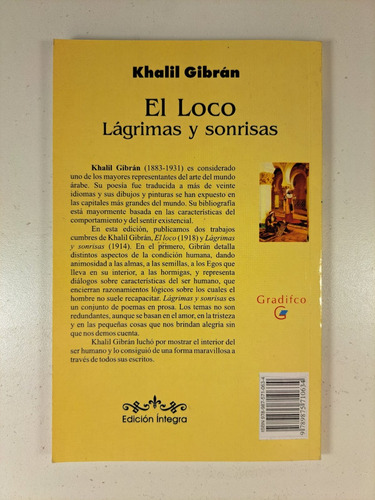 Khalil Gibrán
El Loco
Lágrimas y sonrisas
Khalil Gibrán (1883-1931) es considerado
uno de los mayores representantes del arte del mundo
árabe. Su poesía fue traducida a más de veinte
idiomas y sus dibujos y pinturas se han expuesto en
las capitales más grandes del mundo. Su bibliografía
está mayormente basada en las características del
comportamiento y del sentir existencial.
En esta edición, publicamos dos trabajos
cumbres de Khalil Gibrán, El loco (1918) y Lágrimas
y sonrisas (1914). En el primero, Gibrán detalla
distintos aspectos de la condición humana, dando
animosidad a las almas, a las semillas, a los Egos que
lleva en su interior, a las hormigas, y representa
diálogos sobre características del ser humano, que
encierran razonamientos lógicos sobre los cuales el
hombre no suele recapacitar. Lágrimas y sonrisas es
un conjunto de poemas en prosa. Los temas no son
redundantes, aunque se basan en el amor, en la tristeza
y en las pequeñas cosas que nos brindan alegría sin
que nos demos cuenta.
Khalil Gibrán luchó por mostrar el interior del
ser humano y lo consiguió de una forma maravillosa a
través de todos sus escritos.
Gradifco
Edición Íntegra
ISBN 978-987-571-063-4
9789875710634